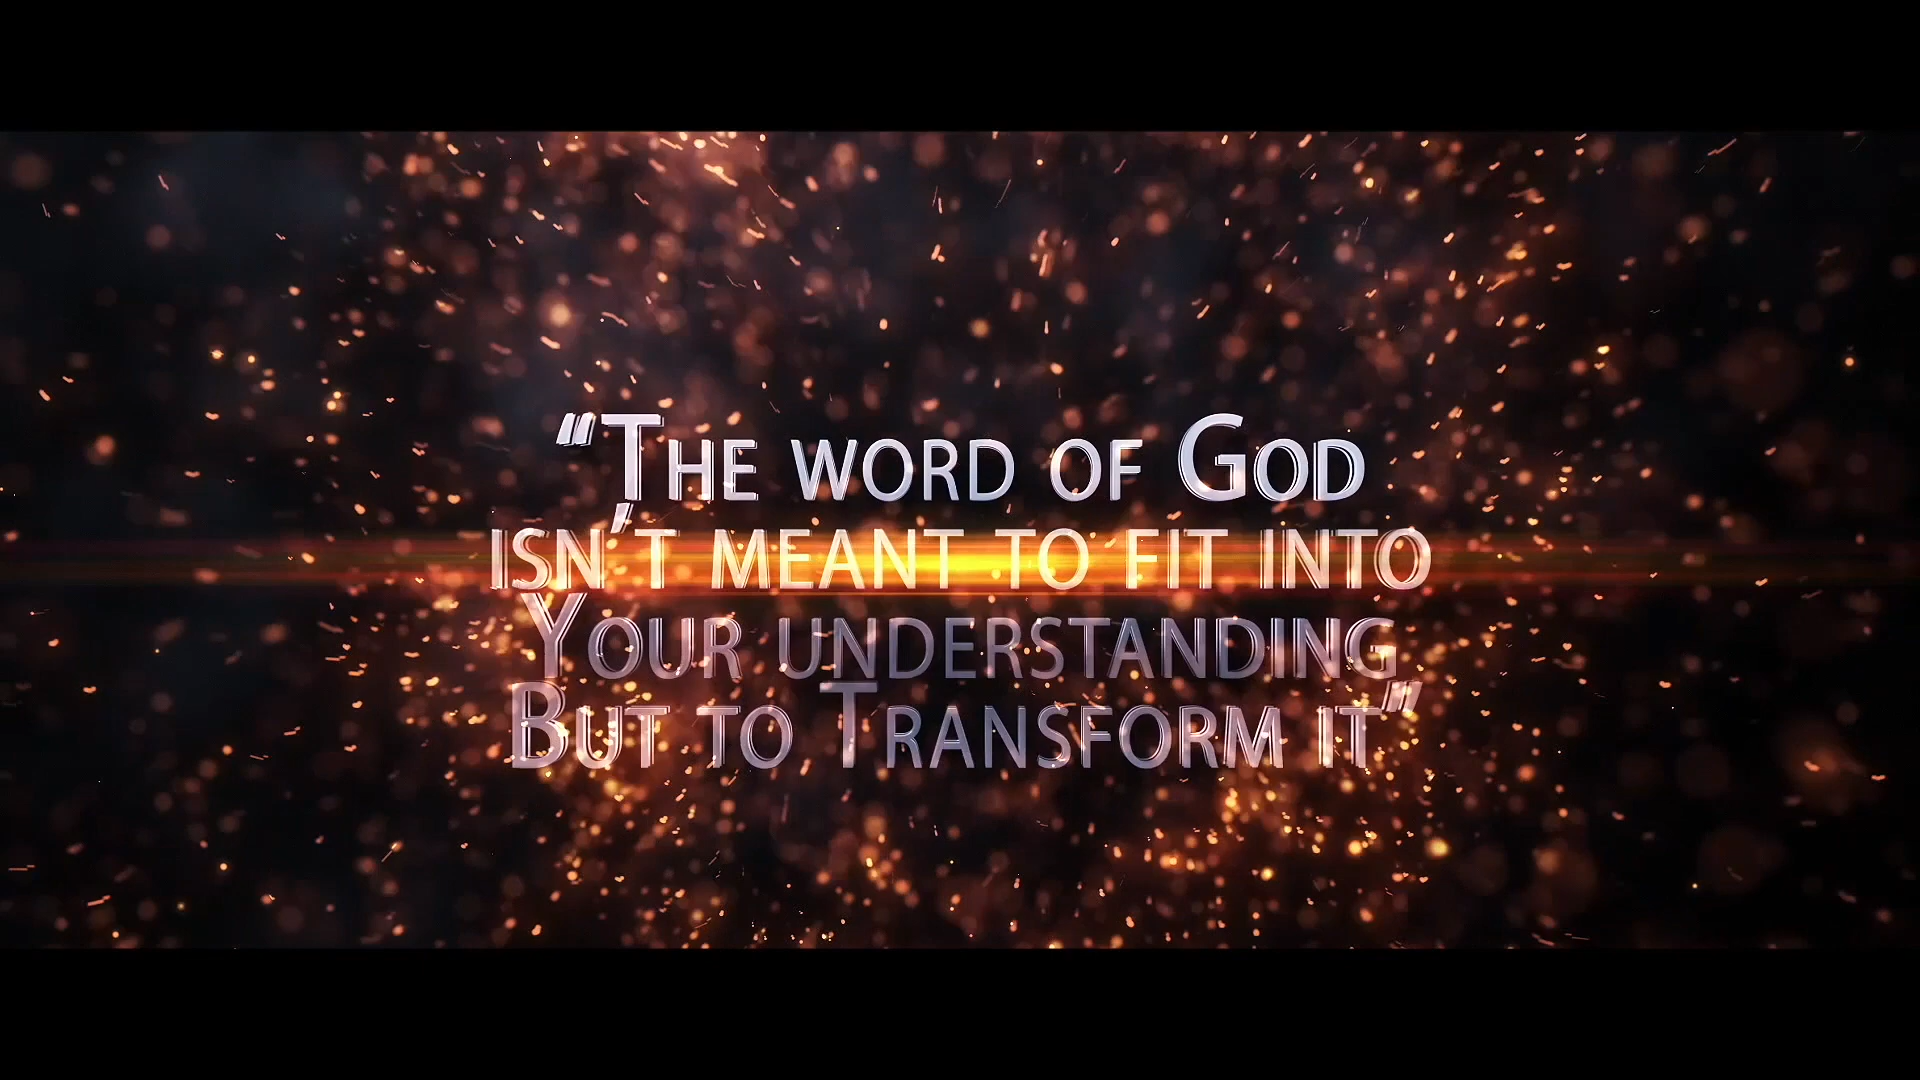 “The word of God
isn’t meant to fit into
Your understanding
But to Transform it”